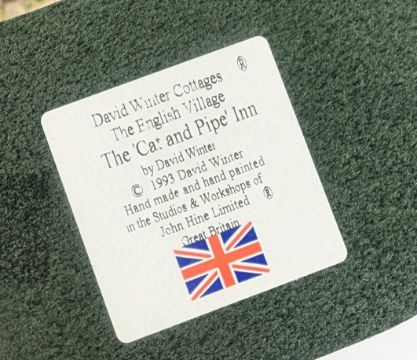 David Winter Cottages ®
The English Village
The 'Cat and Pipe' Inn
by David Winter
© 1993 David Winter
Hand made and hand painted
in the Studios & Workshops of
John Hine Limited ®
Great Britain